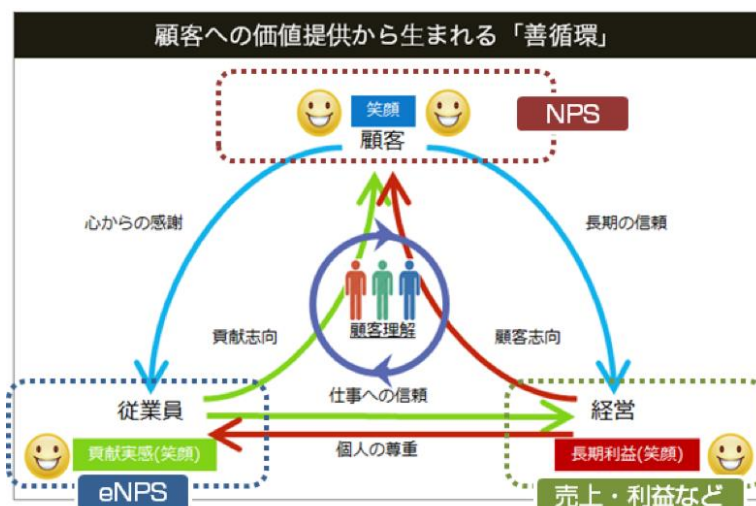 顧客への価値提供から生まれる「善循環」
笑顔
NPS
顧客
心からの感謝
長期の信頼
顧客理解
貢献志向
顧客志向
仕事への信頼
従業員
経営
個人の尊重
貢献実感(笑顔)
長期利益(笑顔)
eNPS
売上・利益など